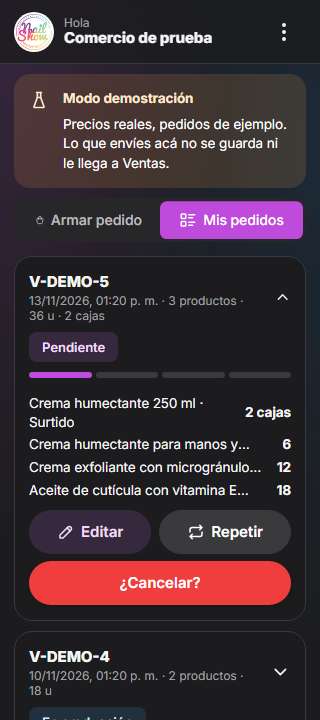 Nail
Show
Hola
Comercio de prueba
Modo demostración
Precios reales, pedidos de ejemplo.
Lo que envíes acá no se guarda ni
le llega a Ventas.
Armar pedido
Mis pedidos
V-DEMO-5
13/11/2026, 01:20 p. m. · 3 productos ·
36 u · 2 cajas
Pendiente
Crema humectante 250 ml ·
Surtido
2 cajas
Crema humectante para manos y... 6
Crema exfoliante con microgránulo... 12
Aceite de cutícula con vitamina E... 18
Editar
Repetir
¿Cancelar?
V-DEMO-4
10/11/2026, 01:20 p. m. · 2 productos ·
18 u